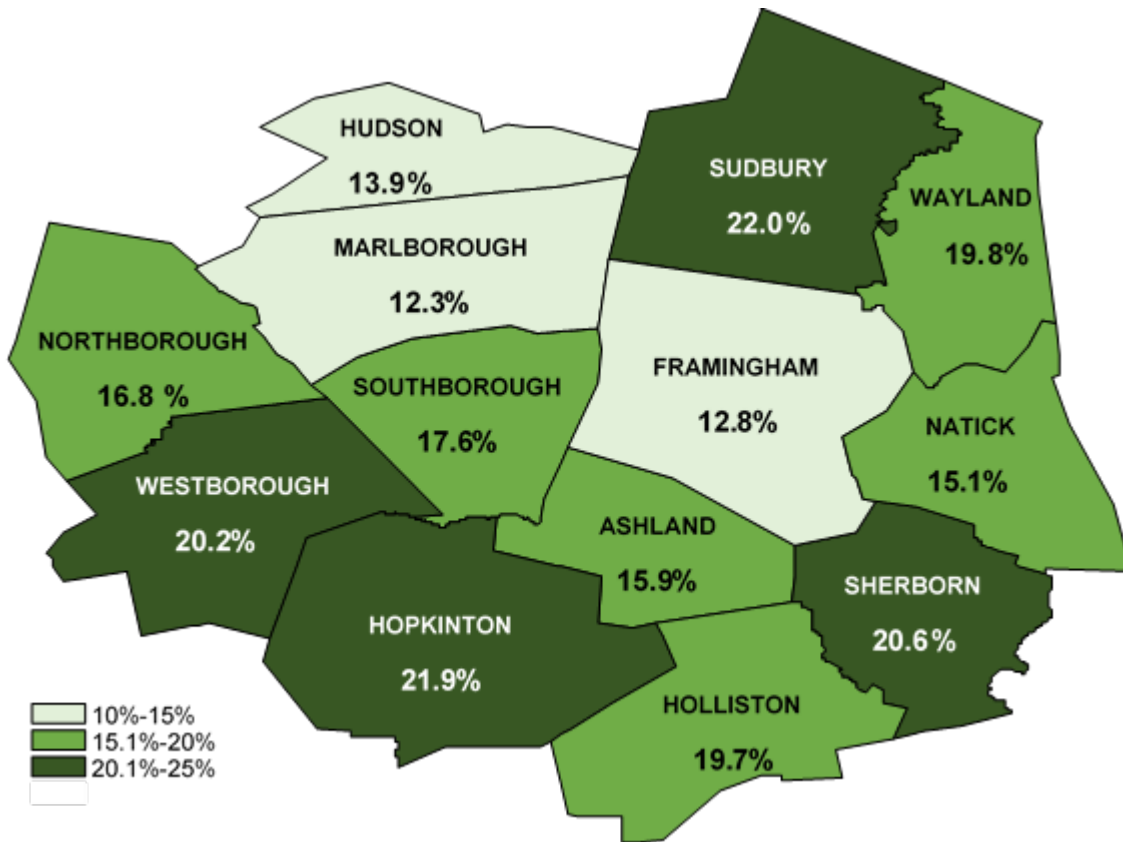 HUDSON
13.9%
SUDBURY
22.0%
WAYLAND
19.8%
MARLBOROUGH
12.3%
NORTHBOROUGH
16.8 %
SOUTHBOROUGH
17.6%
FRAMINGHAM
12.8%
NATICK
15.1%
WESTBOROUGH
20.2%
ASHLAND
15.9%
SHERBORN
20.6%
HOPKINTON
21.9%
HOLLISTON
19.7%
10%-15%
15.1%-20%
20.1%-25%